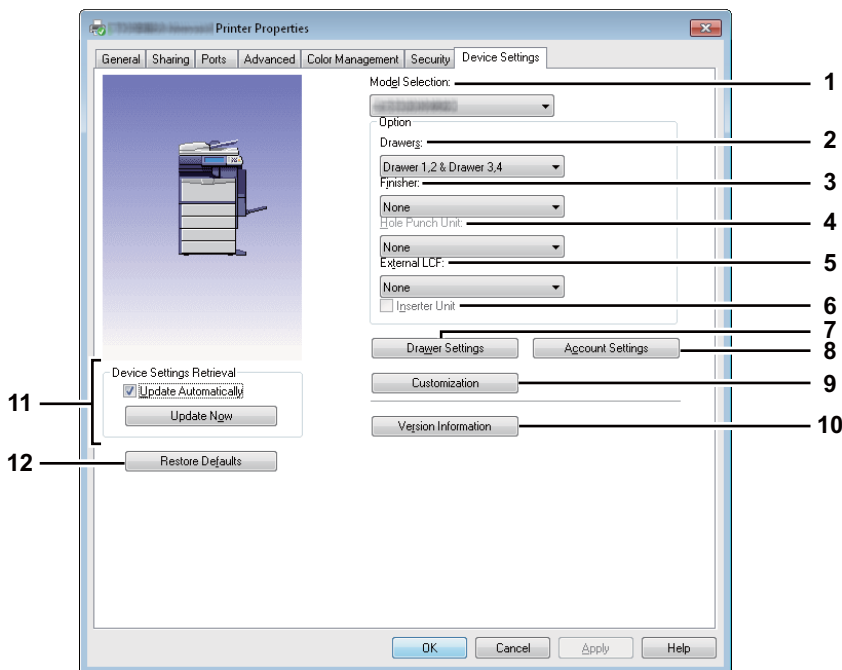 Printer Properties
General Sharing Ports Advanced Color Management Security Device Settings
Model Selection:
1
Option
Drawers:
2
Drawer 1,2 & Drawer 3,4
Finisher:
3
None
Hole Punch Unit:
4
None
External LCF:
5
None
Inserter Unit
6
7
Drawer Settings
Account Settings
8
Device Settings Retrieval
Update Automatically
Customization
9
11
Update Now
Version Information
10
12
Restore Defaults
OK
Cancel
Apply
Help